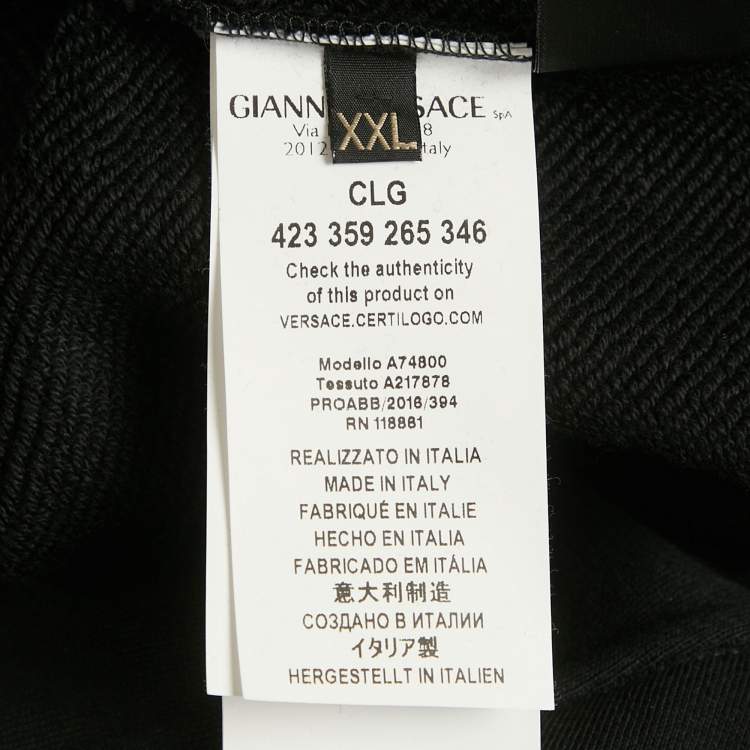 GIANN SACE SpA
Via 8
2012 taly
XXL
CLG
423 359 265 346
Check the authenticity
of this product on
VERSACE.CERTILOGO.COM
Modello A74800
Tessuto A217878
PROABB/2016/394
RN 118861
REALIZZATO IN ITALIA
MADE IN ITALY
FABRIQUÉ EN ITALIE
HECHO EN ITALIA
FABRICADO EM ITÁLIA
意大利制造
СОЗДАНО В ИТАЛИИ
イタリア製
HERGESTELLT IN ITALIEN